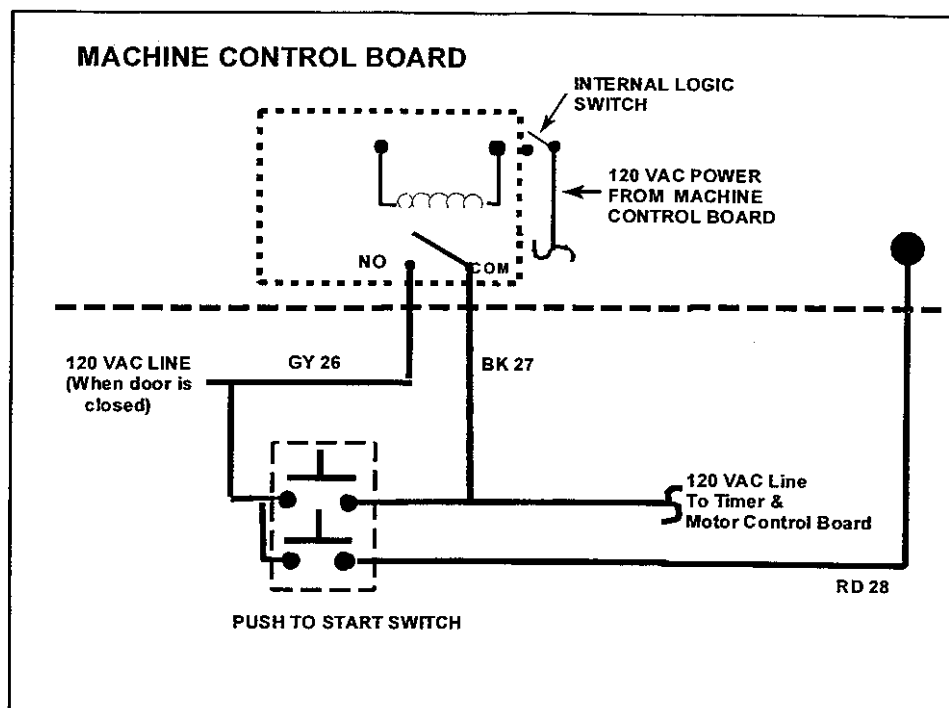 MACHINE CONTROL BOARD
INTERNAL LOGIC
SWITCH
120 VAC POWER
FROM MACHINE
CONTROL BOARD
NO
COM
120 VAC LINE
(When door is
closed)
GY 26
BK 27
120 VAC Line
To Timer &
Motor Control Board
RD 28
PUSH TO START SWITCH